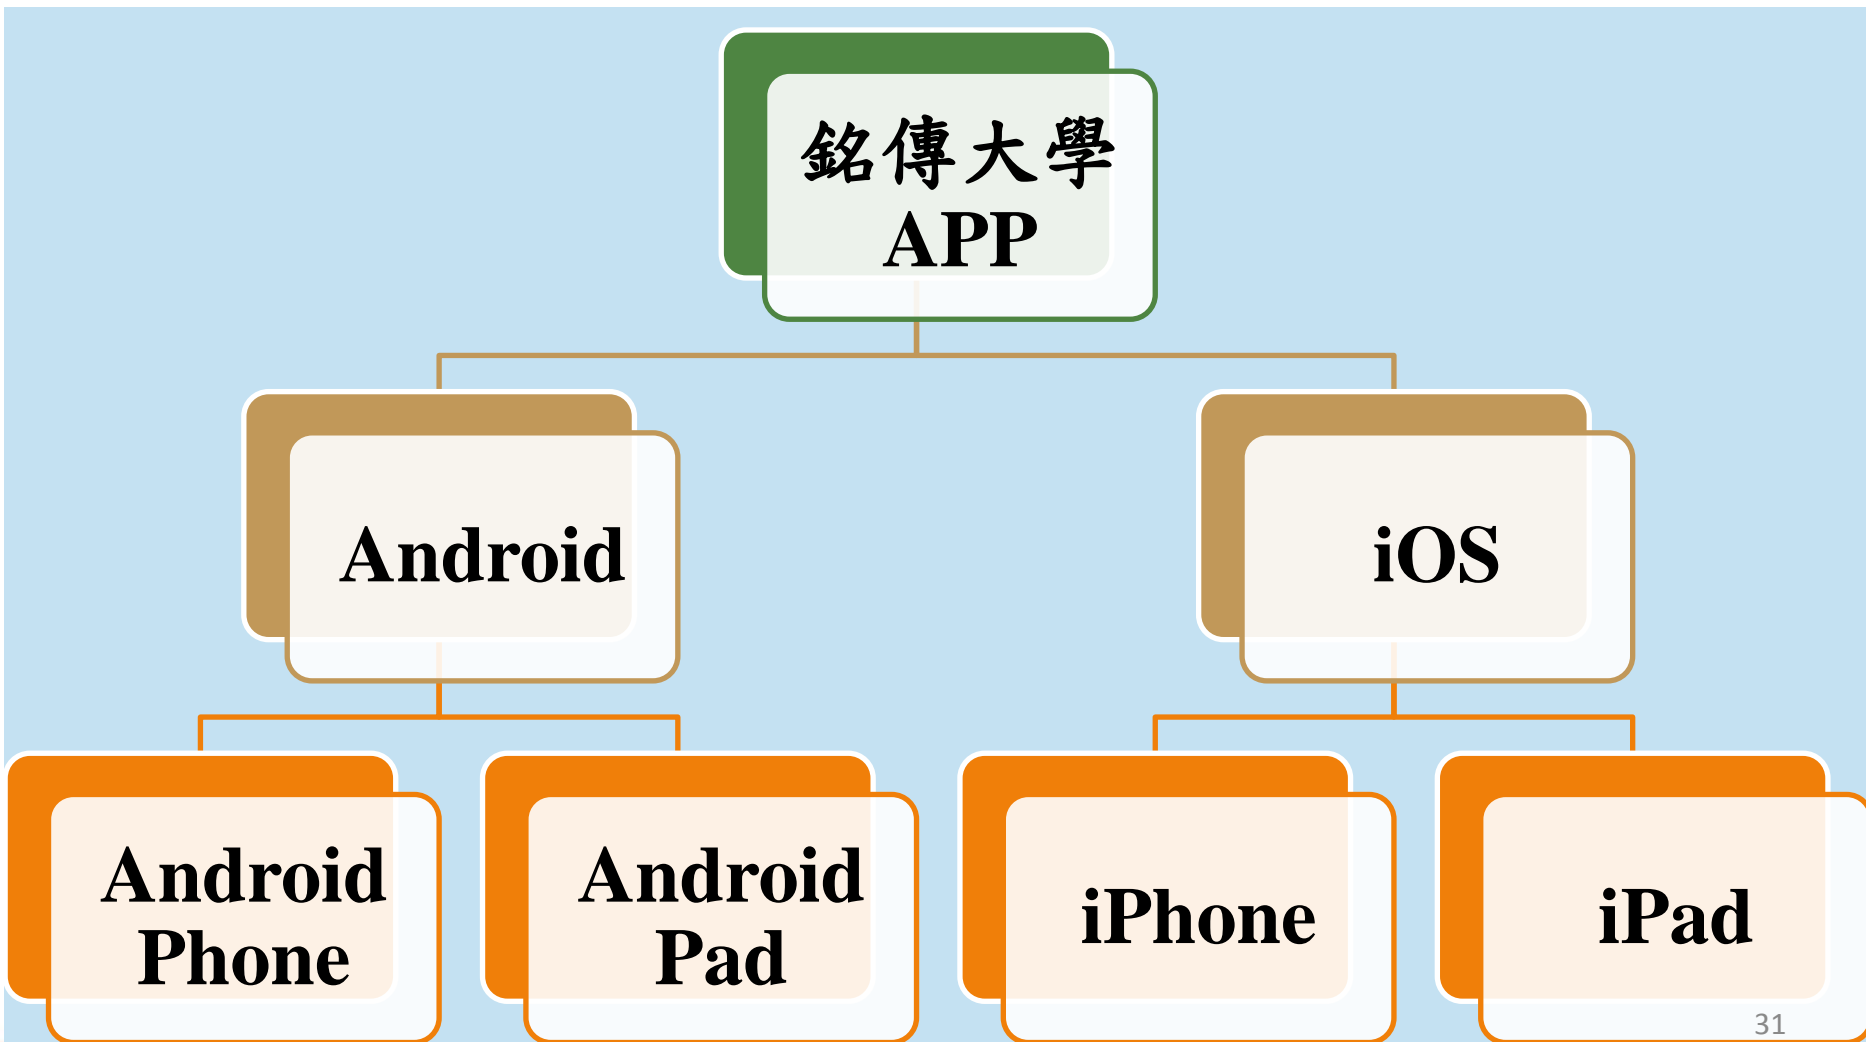 銘傳大學
APP
Android
iOS
Android
Phone
Android
Pad
iPhone
iPad
31